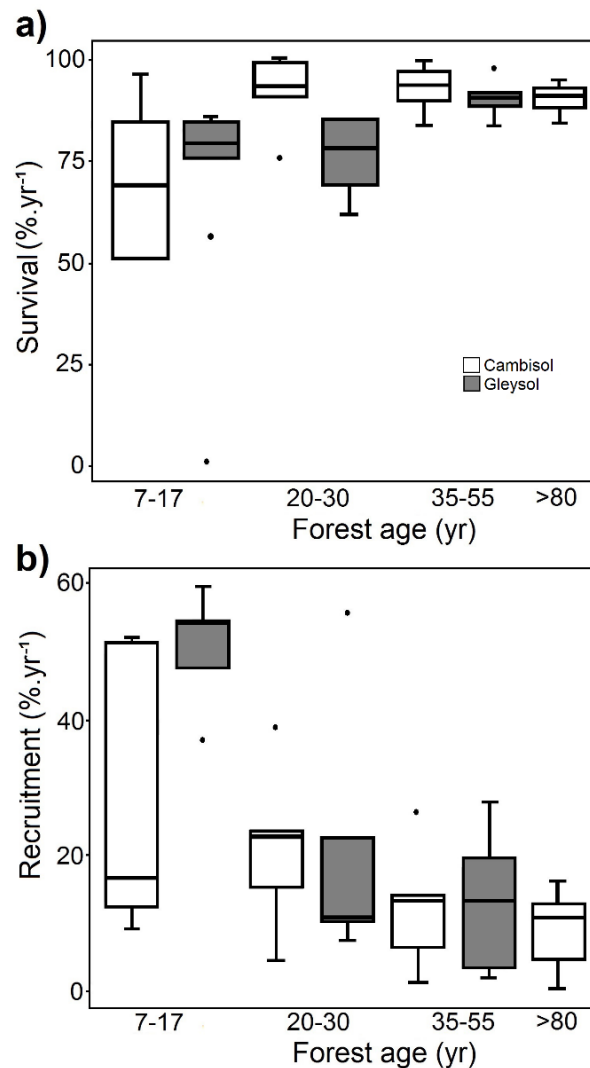 a)
100
75
50
25
0
Survival (%.yr⁻¹)
Cambisol
Gleysol
7-17 20-30 35-55 >80
Forest age (yr)
b)
60
40
20
0
Recruitment (%.yr⁻¹)
7-17 20-30 35-55 >80
Forest age (yr)